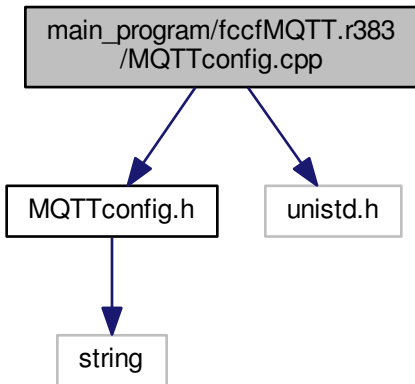 main_program/fccfMQTT.r383
/MQTTconfig.cpp
MQTTconfig.h
unistd.h
string